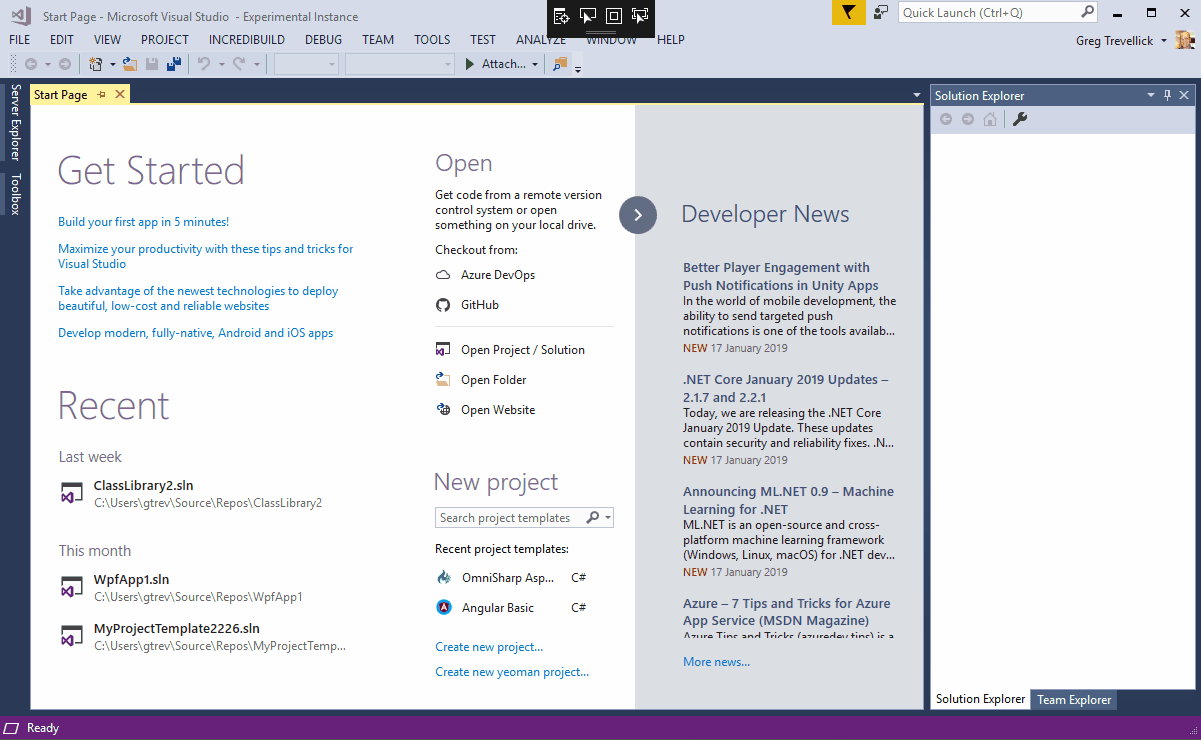 Start Page - Microsoft Visual Studio - Experimental Instance
Quick Launch (Ctrl+Q)
FILE EDIT VIEW PROJECT INCREDIBUILD DEBUG TEAM TOOLS TEST ANALYZE WINDOW HELP
Greg Trevellick
Attach...
Server Explorer
Toolbox
Start Page
Get Started
Build your first app in 5 minutes!
Maximize your productivity with these tips and tricks for
Visual Studio
Take advantage of the newest technologies to deploy
beautiful, low-cost and reliable websites
Develop modern, fully-native, Android and iOS apps
Recent
Last week
ClassLibrary2.sln
C:\Users\gtrev\Source\Repos\ClassLibrary2
This month
WpfApp1.sln
C:\Users\gtrev\Source\Repos\WpfApp1
MyProjectTemplate2226.sln
C:\Users\gtrev\Source\Repos\MyProjectTemp...
Open
Get code from a remote version
control system or open
something on your local drive.
Checkout from:
Azure DevOps
GitHub
Open Project / Solution
Open Folder
Open Website
New project
Search project templates
Recent project templates:
OmniSharp Asp... C#
Angular Basic C#
Create new project...
Create new yeoman project...
Developer News
Better Player Engagement with
Push Notifications in Unity Apps
In the world of mobile development, the
ability to send targeted push
notifications is one of the tools availab...
NEW 17 January 2019
.NET Core January 2019 Updates –
2.1.7 and 2.2.1
Today, we are releasing the .NET Core
January 2019 Update. These updates
contain security and reliability fixes. .N...
NEW 17 January 2019
Announcing ML.NET 0.9 – Machine
Learning for .NET
ML.NET is an open-source and cross-
platform machine learning framework
(Windows, Linux, macOS) for .NET dev...
NEW 17 January 2019
Azure – 7 Tips and Tricks for Azure
App Service (MSDN Magazine)
Azure Tips and Tricks (azuredev.tips) is a
More news...
Solution Explorer
Solution Explorer Team Explorer
Ready